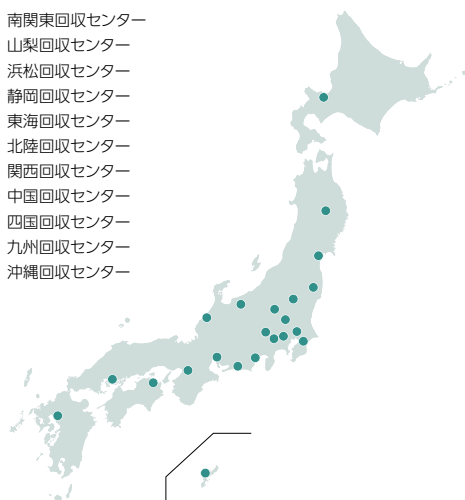 南関東回収センター
山梨回収センター
浜松回収センター
静岡回収センター
東海回収センター
北陸回収センター
関西回収センター
中国回収センター
四国回収センター
九州回収センター
沖縄回収センター